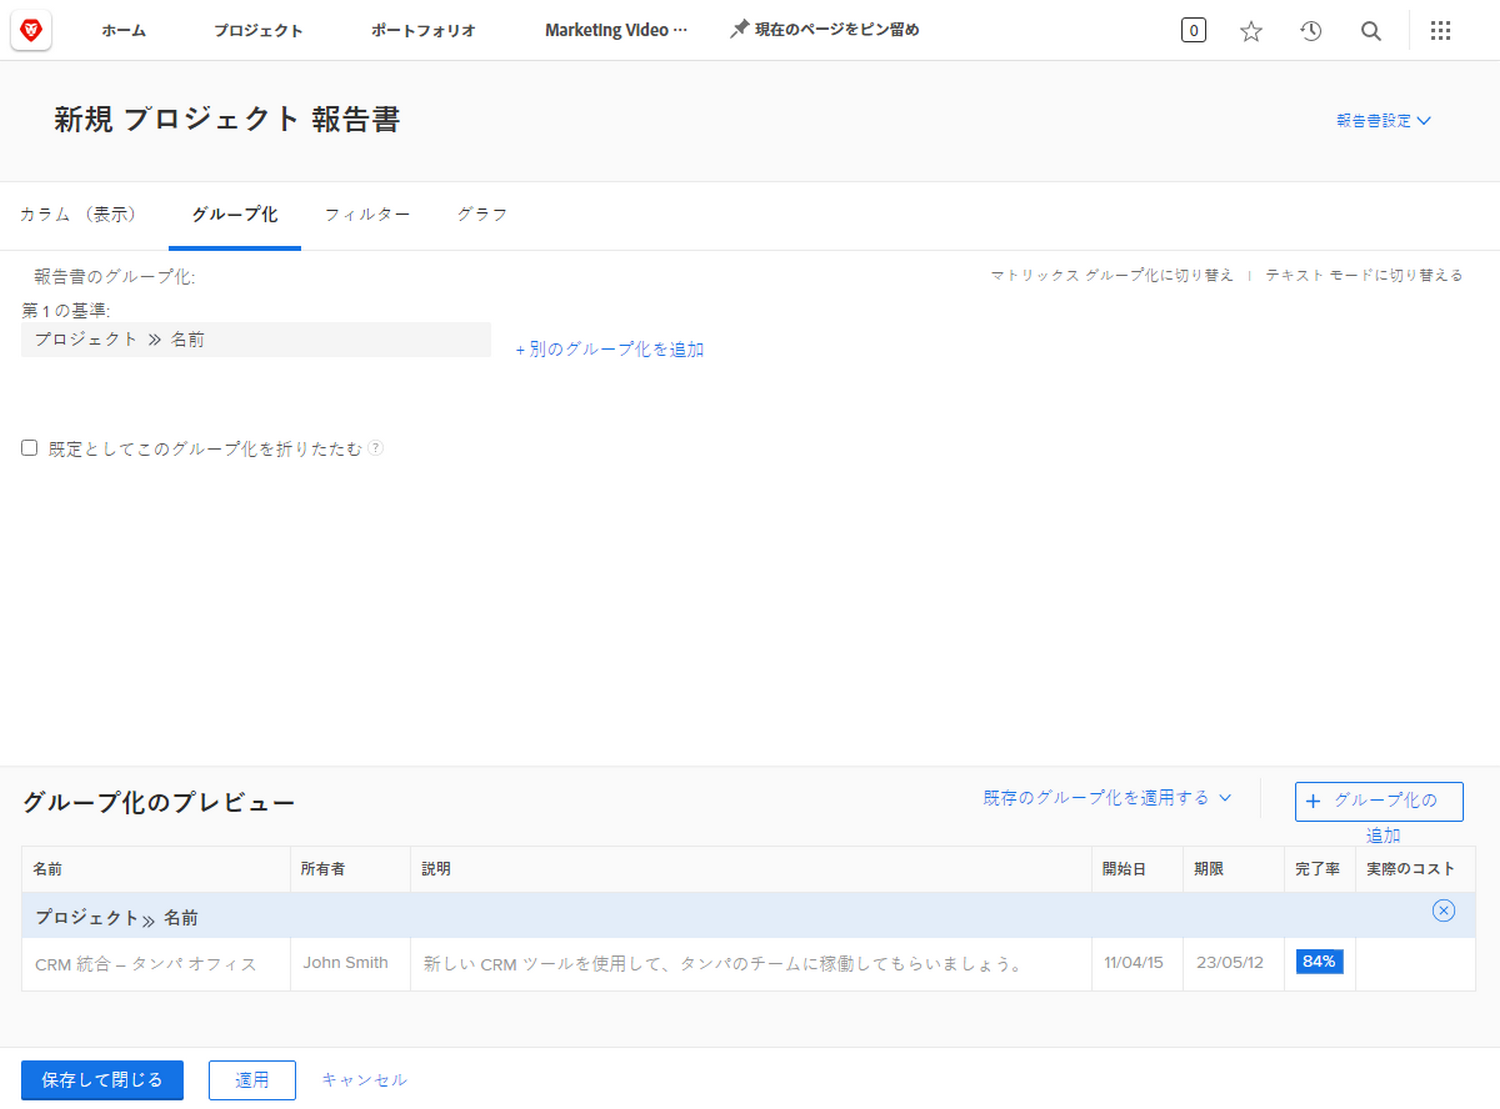 ホーム プロジェクト ポートフォリオ Marketing Video ··· 現在のページをピン留め 0
新規 プロジェクト 報告書 報告書設定
カラム （表示） グループ化 フィルター グラフ
報告書のグループ化: マトリックス グループ化に切り替え | テキスト モードに切り替える
第 1 の基準:
プロジェクト » 名前
+ 別のグループ化を追加
既定としてこのグループ化を折りたたむ ?
グループ化のプレビュー 既存のグループ化を適用する + グループ化の
追加
名前 所有者 説明 開始日 期限 完了率 実際のコスト
プロジェクト » 名前
CRM 統合 – タンパ オフィス John Smith 新しい CRM ツールを使用して、タンパのチームに稼働してもらいましょう。 11/04/15 23/05/12 84%
保存して閉じる 適用 キャンセル